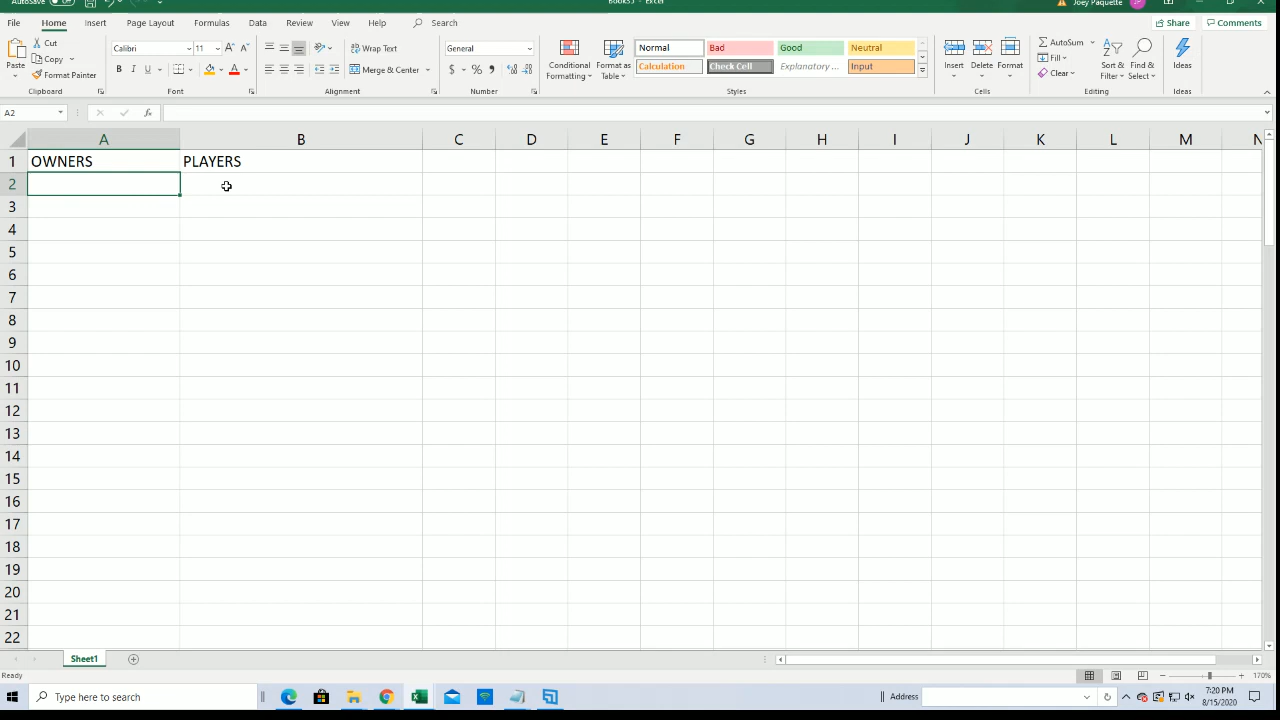 AutoSave Off Book35 - Excel Joey Paquette JP
File Home Insert Page Layout Formulas Data Review View Help Search Share Comments
Paste Cut Calibri 11 Wrap Text General Conditional Formatting Format as Table Normal Bad Good Neutral Insert Delete Format AutoSum Sort & Filter Find & Select Ideas
Copy Fill
Format Painter B I U A Merge & Center $ % , Calculation Check Cell Explanatory ... Input Clear
Clipboard Font Alignment Number Styles Cells Editing Ideas
A2 fx
A B C D E F G H I J K L M N
1 OWNERS PLAYERS
2
3
4
5
6
7
8
9
10
11
12
13
14
15
16
17
18
19
20
21
22
Sheet1
Ready 170%
Type here to search Address 7:20 PM
8/15/2020